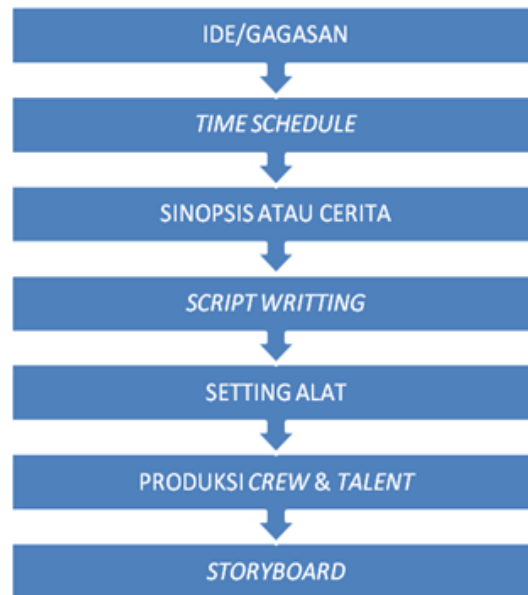 IDE/GAGASAN
TIME SCHEDULE
SINOPSIS ATAU CERITA
SCRIPT WRITTING
SETTING ALAT
PRODUKSI CREW & TALENT
STORYBOARD